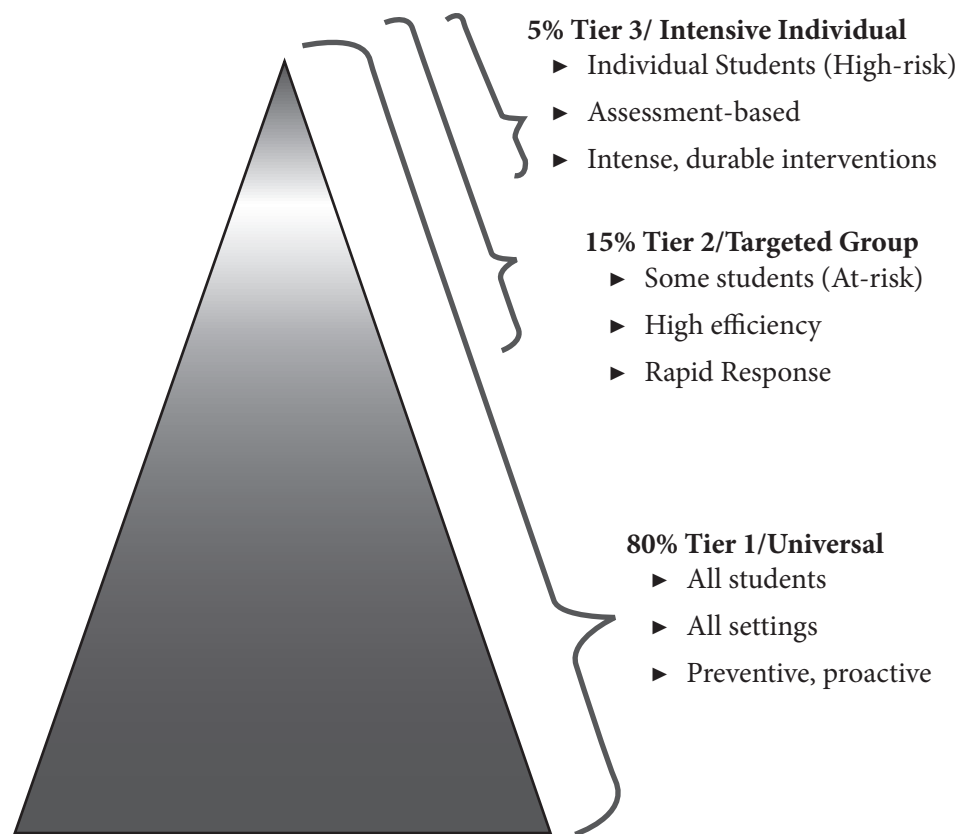 5% Tier 3/ Intensive Individual
► Individual Students (High-risk)
► Assessment-based
► Intense, durable interventions
15% Tier 2/Targeted Group
► Some students (At-risk)
► High efficiency
► Rapid Response
80% Tier 1/Universal
► All students
► All settings
► Preventive, proactive